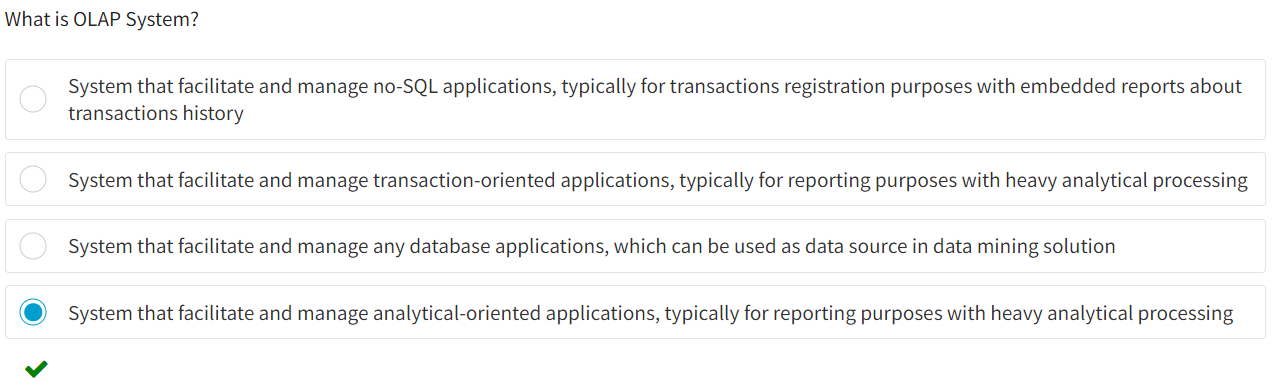 What is OLAP System?
System that facilitate and manage no-SQL applications, typically for transactions registration purposes with embedded reports about
transactions history
System that facilitate and manage transaction-oriented applications, typically for reporting purposes with heavy analytical processing
System that facilitate and manage any database applications, which can be used as data source in data mining solution
System that facilitate and manage analytical-oriented applications, typically for reporting purposes with heavy analytical processing